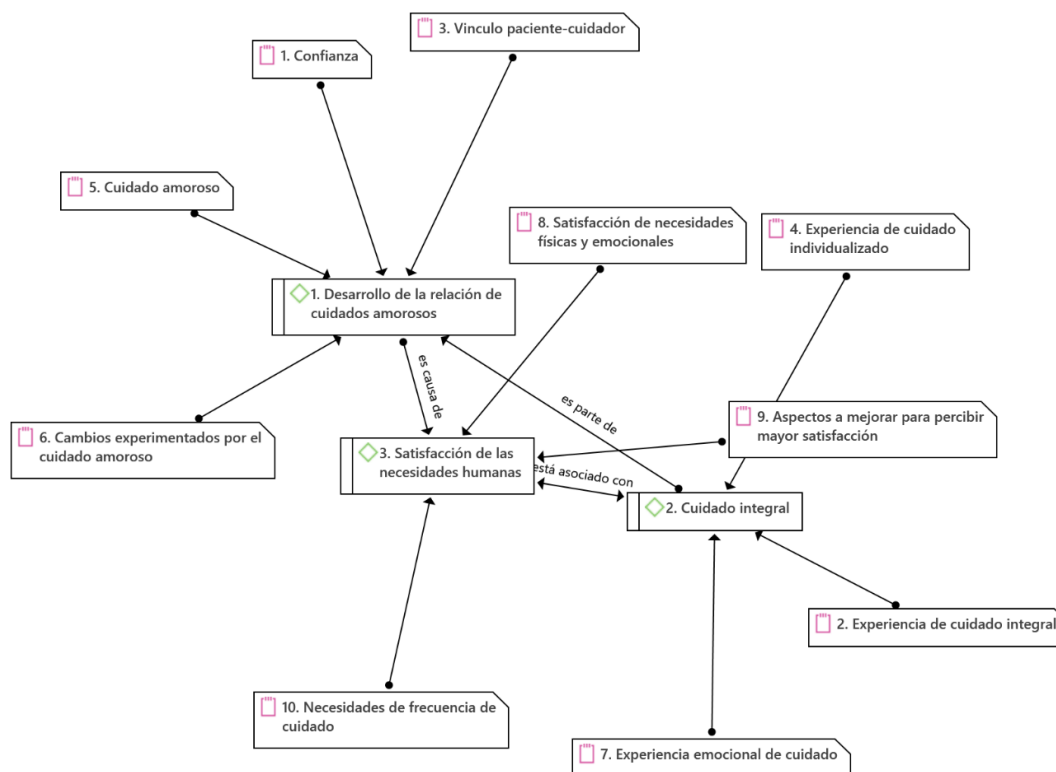 3. Vinculo paciente-cuidador
1. Confianza
5. Cuidado amoroso
8. Satisfacción de necesidades
físicas y emocionales
4. Experiencia de cuidado
individualizado
1. Desarrollo de la relación de
cuidados amorosos
es causa de
es parte de
9. Aspectos a mejorar para percibir
mayor satisfacción
6. Cambios experimentados por el
cuidado amoroso
3. Satisfacción de las
necesidades humanas
está asociado con
2. Cuidado integral
2. Experiencia de cuidado integral
10. Necesidades de frecuencia de
cuidado
7. Experiencia emocional de cuidado